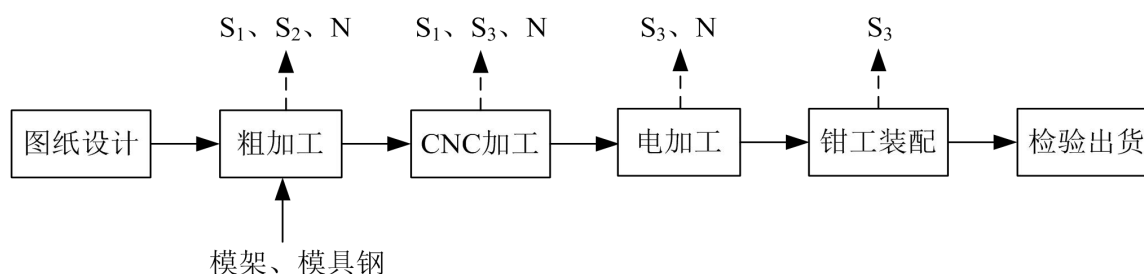 S₁、S₂、N
S₁、S₃、N
S₃、N
S₃
图纸设计
粗加工
CNC加工
电加工
钳工装配
检验出货
模架、模具钢